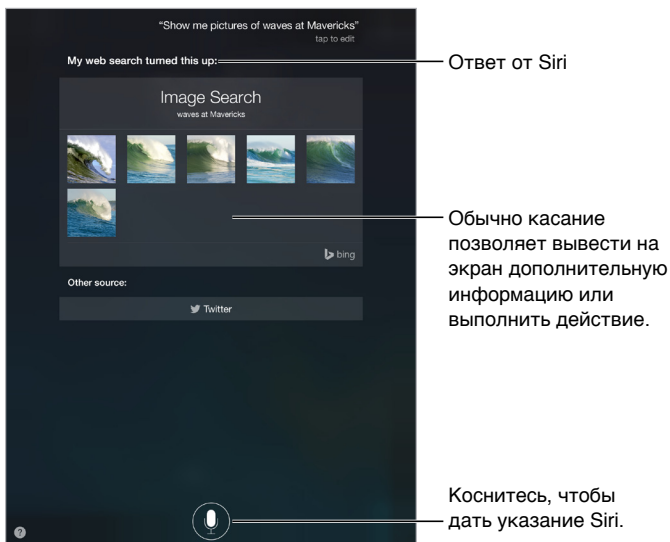 “Show me pictures of waves at Mavericks”
tap to edit
My web search turned this up:
Ответ от Siri
Image Search
waves at Mavericks
Обычно касание
позволяет вывести на
экран дополнительную
информацию или
выполнить действие.
bing
Other source:
Twitter
Коснитесь, чтобы
дать указание Siri.
?